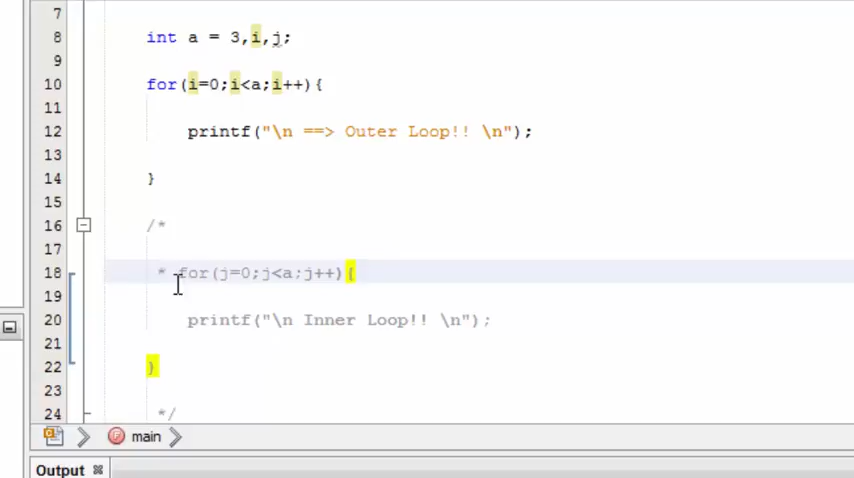 7
8 int a = 3,i,j;
9
10 for(i=0;i<a;i++){
11
12 printf("\n ==> Outer Loop!! \n");
13
14 }
15
16 /*
17
18 * for(j=0;j<a;j++){
19
20 printf("\n Inner Loop!! \n");
21
22 }
23
24 */
main
Output